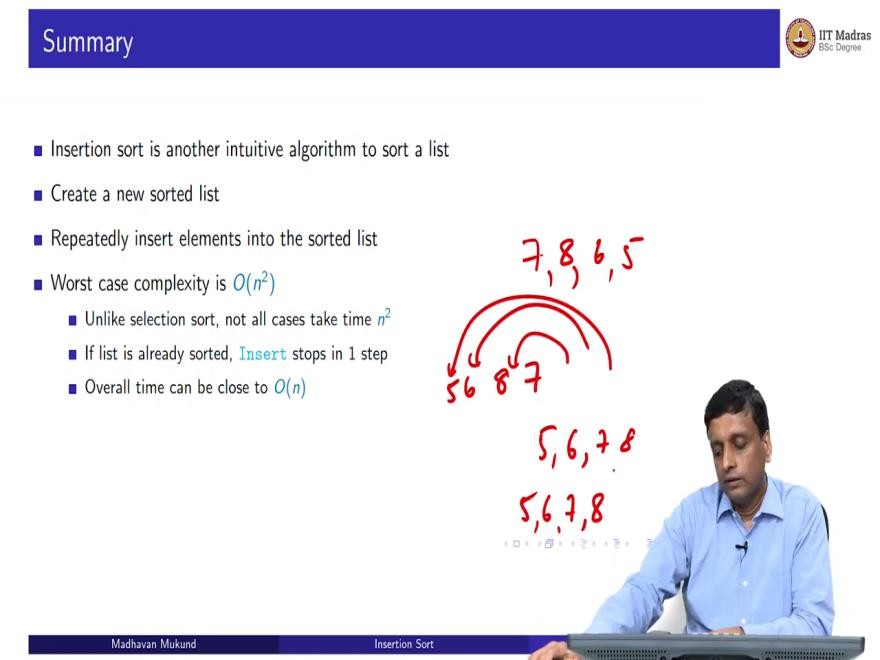 Summary
IIT Madras
BSc Degree
Insertion sort is another intuitive algorithm to sort a list
Create a new sorted list
Repeatedly insert elements into the sorted list
Worst case complexity is O(n²)
Unlike selection sort, not all cases take time n²
If list is already sorted, Insert stops in 1 step
Overall time can be close to O(n)
7, 8, 6, 5
5 6 8 7
5, 6, 7 8
5, 6, 7, 8
Madhavan Mukund
Insertion Sort